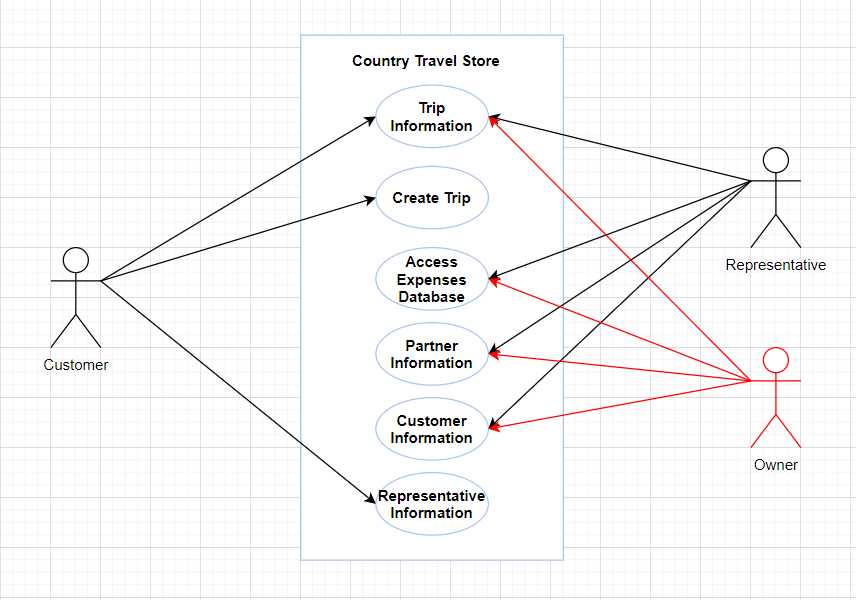 Country Travel Store
Trip
Information
Create Trip
Access
Expenses
Database
Partner
Information
Customer
Information
Representative
Information
Customer
Representative
Owner